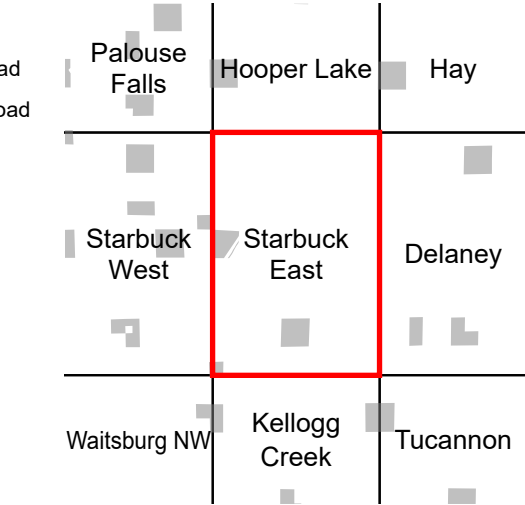 ad
oad
Palouse
Falls
Hooper Lake
Hay
Starbuck
West
Starbuck
East
Delaney
Waitsburg NW
Kellogg
Creek
Tucannon